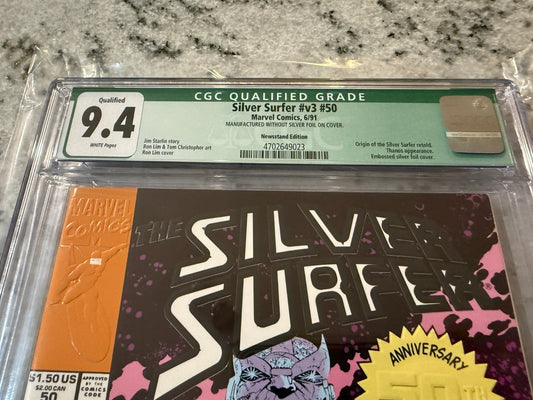 CGC QUALIFIED GRADE
Qualified
9.4
WHITE Pages
Silver Surfer #v3 #50
Marvel Comics, 6/91
MANUFACTURED WITHOUT SILVER FOIL ON COVER.
Newsstand Edition
Jim Starlin story
Ron Lim & Tom Christopher art
Ron Lim cover
4702649023
Origin of the Silver Surfer retold.
Thanos appearance.
Embossed silver foil cover.
MARVEL
COMICS
THE
SILVER
SURFER
$1.50 US
$2.00 CAN
50
APPROVED
BY THE
COMICS
CODE
ANNIVERSARY
50TH